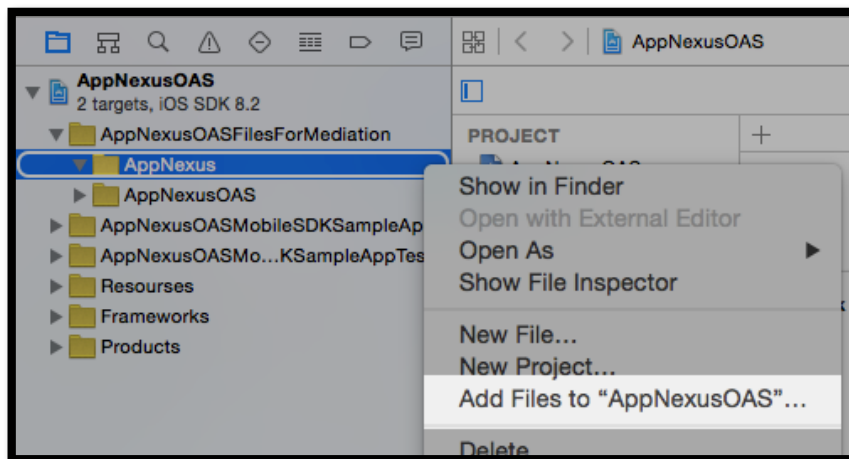 AppNexusOAS
AppNexusOAS
2 targets, iOS SDK 8.2
AppNexusOASFilesForMediation
PROJECT
AppNexus
AppNexusOAS
AppNexusOASMobileSDKSampleAp
AppNexusOASMo...KSampleAppTes
Resourses
Frameworks
Products
Show in Finder
Open with External Editor
Open As
Show File Inspector
New File...
New Project...
Add Files to “AppNexusOAS”...
Delete